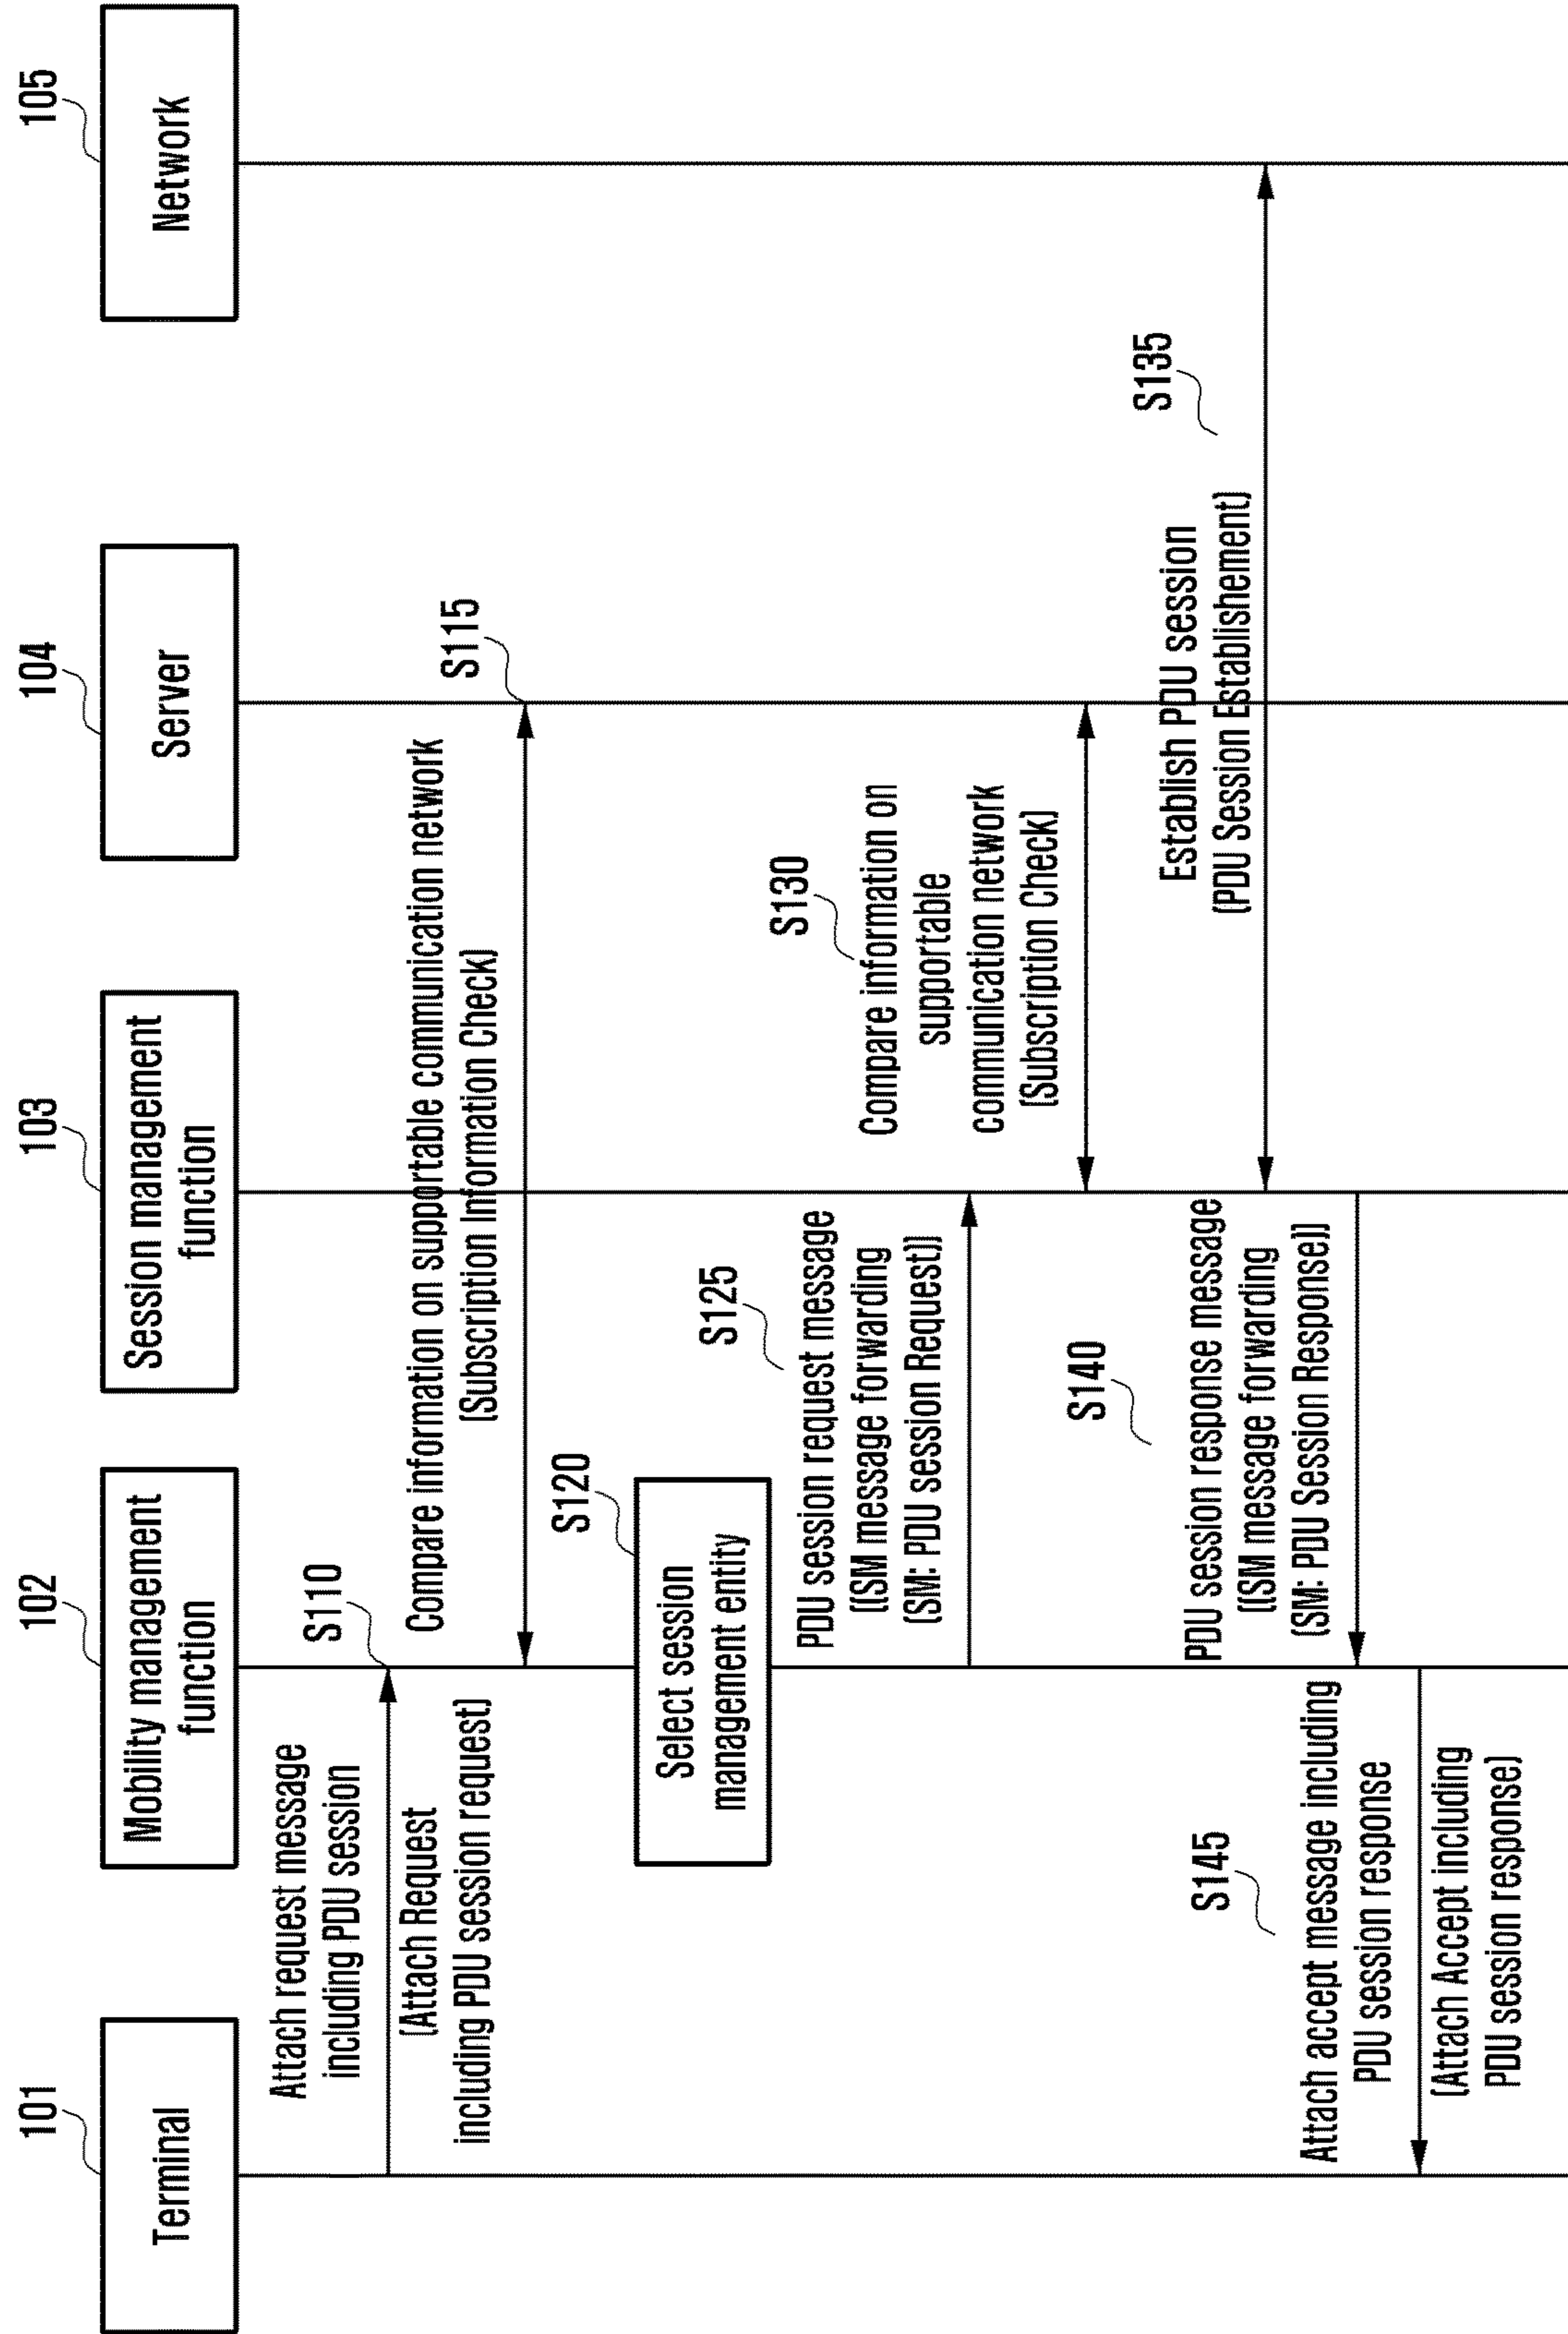 101
102
103
104
105
Terminal
Mobility management
function
Session management
function
Server
Network
Attach request message
including PDU session
S110
(Attach Request
including PDU session request)
Compare information on supportable communication network
(Subscription Information Check)
S115
S120
Select session
management entity
S125
PDU session request message
((SM message forwarding
(SM: PDU session Request))
S130
Compare information on
supportable
communication network
(Subscription Check)
S135
Establish PDU session
(PDU Session Establishement)
S140
PDU session response message
((SM message forwarding
(SM: PDU Session Response))
S145
Attach accept message including
PDU session response
(Attach Accept including
PDU session response)